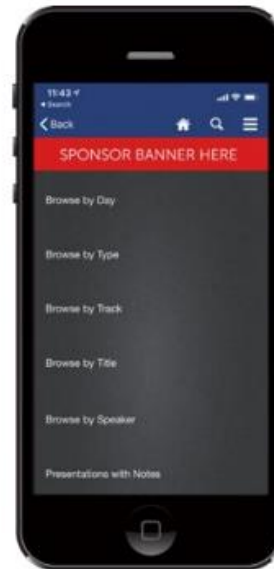 11:43
Search
Back
SPONSOR BANNER HERE
Browse by Day
Browse by Type
Browse by Track
Browse by Title
Browse by Speaker
Presentations with Notes